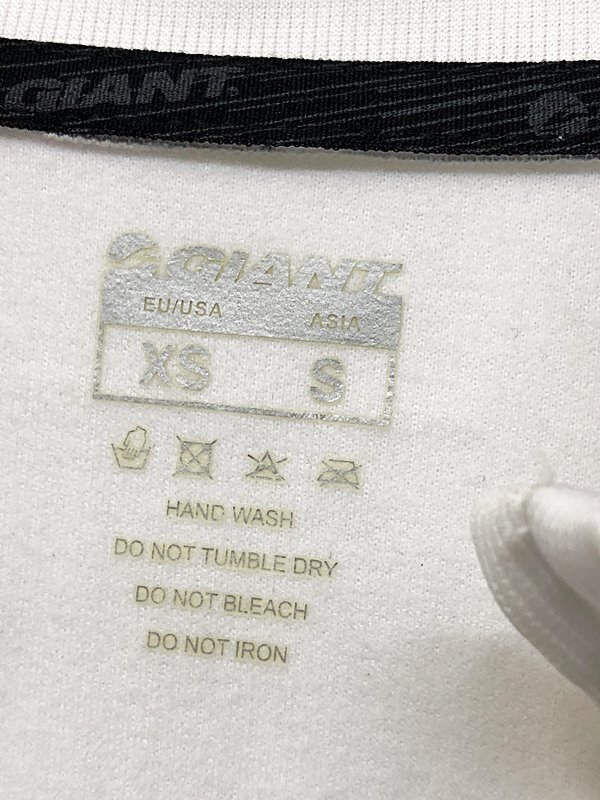 GIANT
GIANT
EU/USA ASIA
XS S
HAND WASH
DO NOT TUMBLE DRY
DO NOT BLEACH
DO NOT IRON